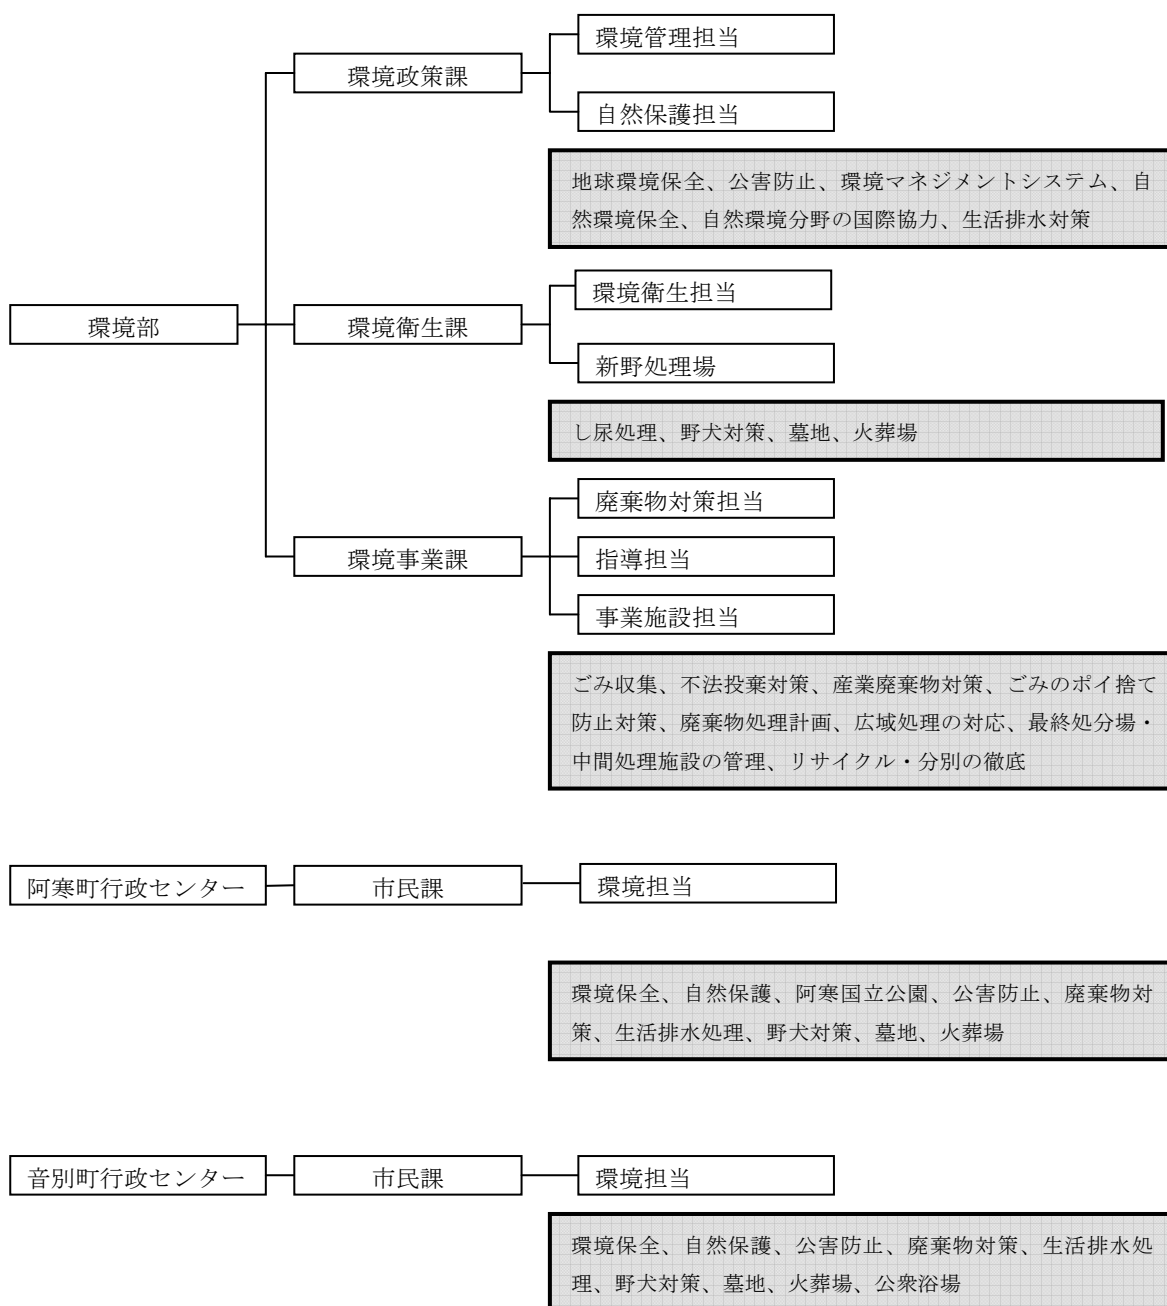 環境管理担当
環境政策課
自然保護担当
地球環境保全、公害防止、環境マネジメントシステム、自
然環境保全、自然環境分野の国際協力、生活排水対策
環境衛生担当
環境部
環境衛生課
新野処理場
し尿処理、野犬対策、墓地、火葬場
廃棄物対策担当
環境事業課
指導担当
事業施設担当
ごみ収集、不法投棄対策、産業廃棄物対策、ごみのポイ捨て
防止対策、廃棄物処理計画、広域処理の対応、最終処分場・
中間処理施設の管理、リサイクル・分別の徹底
阿寒町行政センター
市民課
環境担当
環境保全、自然保護、阿寒国立公園、公害防止、廃棄物対
策、生活排水処理、野犬対策、墓地、火葬場
音別町行政センター
市民課
環境担当
環境保全、自然保護、公害防止、廃棄物対策、生活排水処
理、野犬対策、墓地、火葬場、公衆浴場